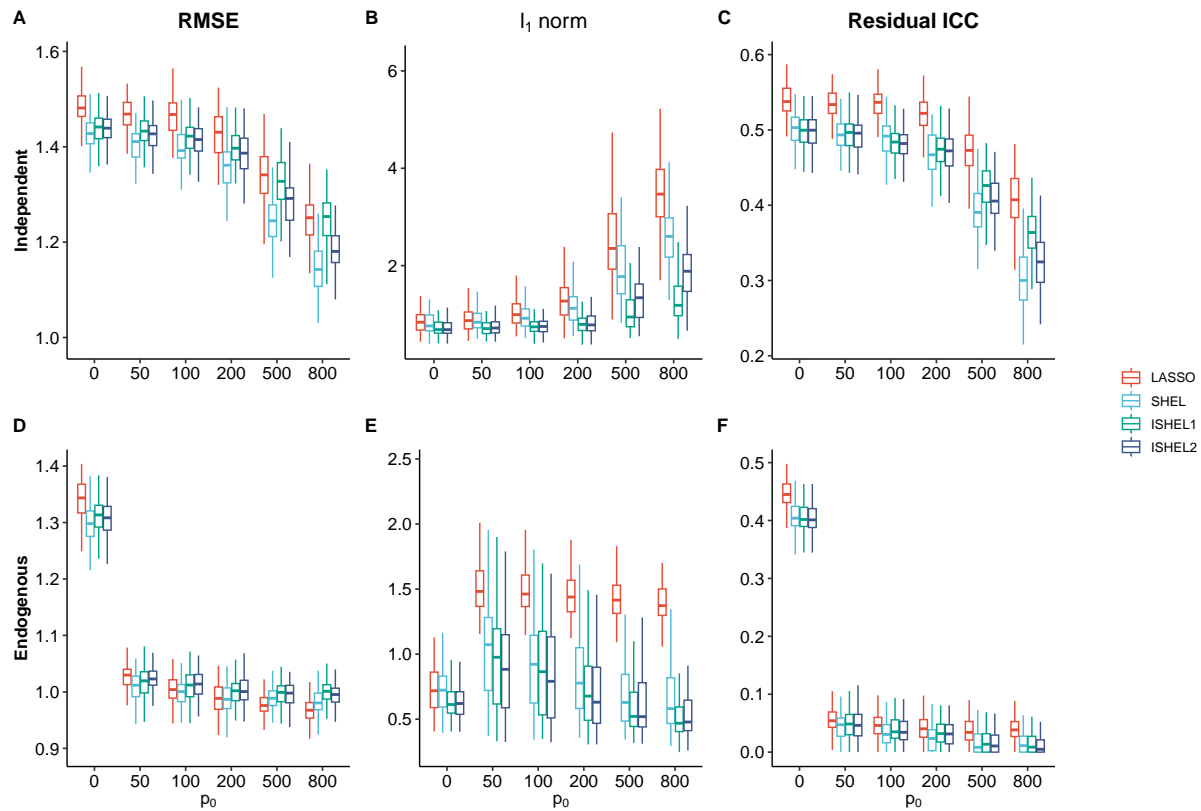 A RMSE
B l₁ norm
C Residual ICC
Independent
1.6
1.4
1.2
1.0
0 50 100 200 500 800
6
4
2
0 50 100 200 500 800
0.6
0.5
0.4
0.3
0.2
0 50 100 200 500 800
LASSO
SHEL
ISHEL1
ISHEL2
D
E
F
Endogenous
1.4
1.3
1.2
1.1
1.0
0.9
0 50 100 200 500 800
p₀
2.5
2.0
1.5
1.0
0.5
0 50 100 200 500 800
p₀
0.5
0.4
0.3
0.2
0.1
0.0
0 50 100 200 500 800
p₀